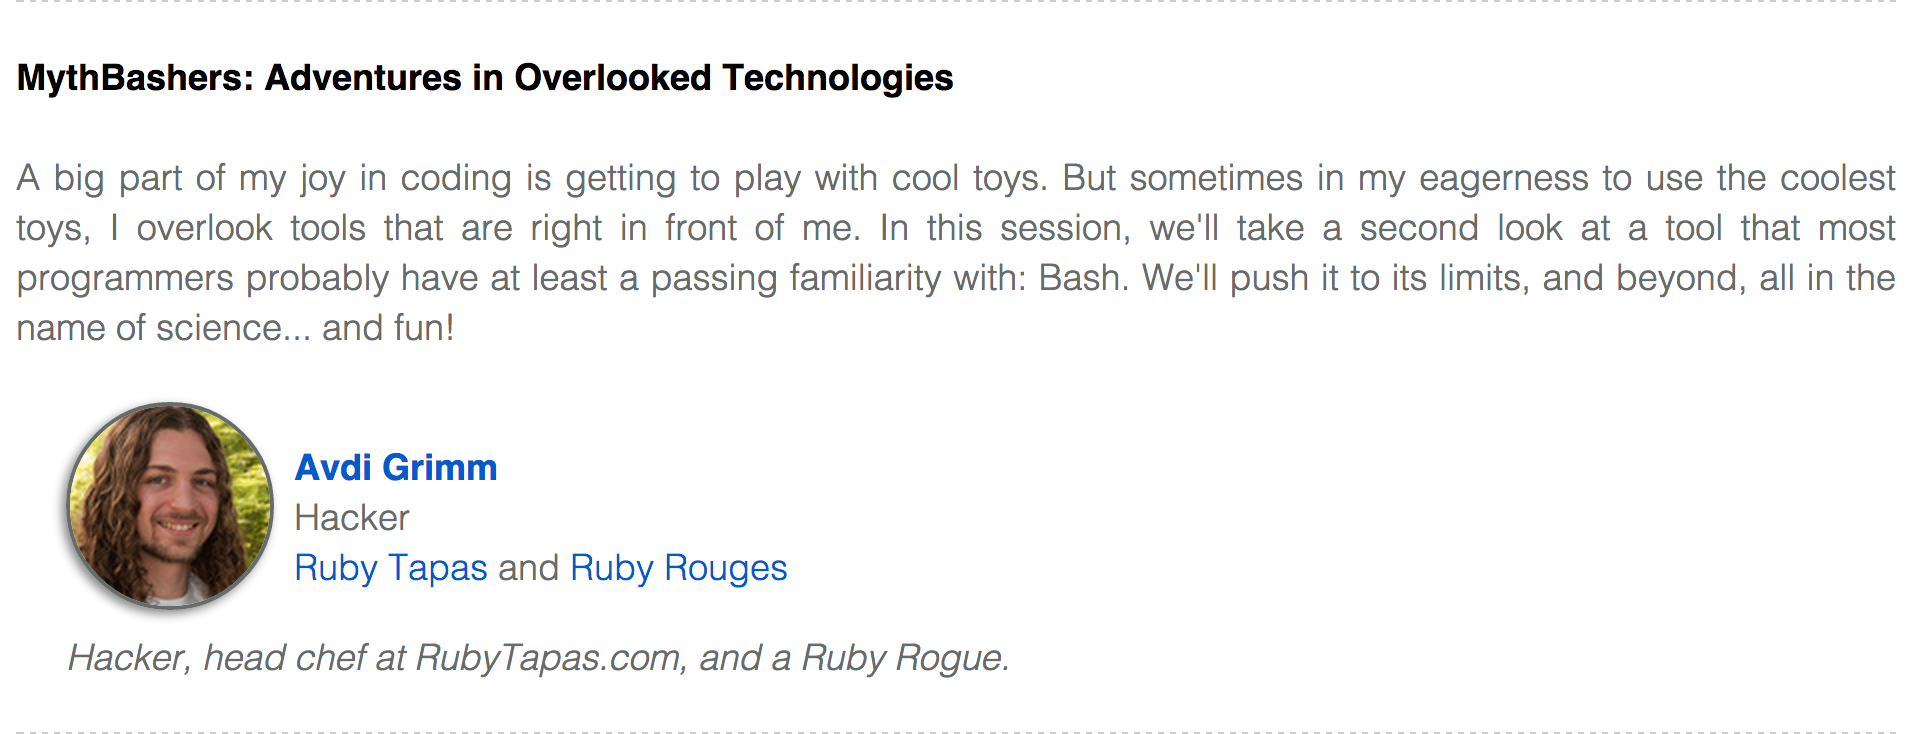 MythBashers: Adventures in Overlooked Technologies
A big part of my joy in coding is getting to play with cool toys. But sometimes in my eagerness to use the coolest
toys, I overlook tools that are right in front of me. In this session, we'll take a second look at a tool that most
programmers probably have at least a passing familiarity with: Bash. We'll push it to its limits, and beyond, all in the
name of science... and fun!
Avdi Grimm
Hacker
Ruby Tapas and Ruby Rouges
Hacker, head chef at RubyTapas.com, and a Ruby Rogue.